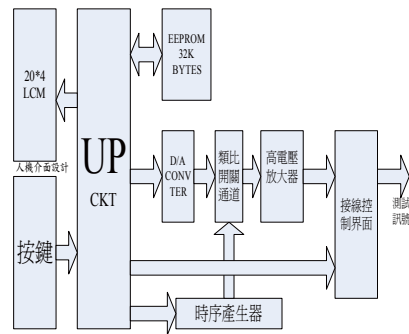 20*4
LCM
人機介面設計
按鍵
UP
CKT
EEPROM
32K
BYTES
D/A
CONV
TER
類比
開關
通道
高電壓
放大器
接線控
制界面
測試
訊號
時序產生器